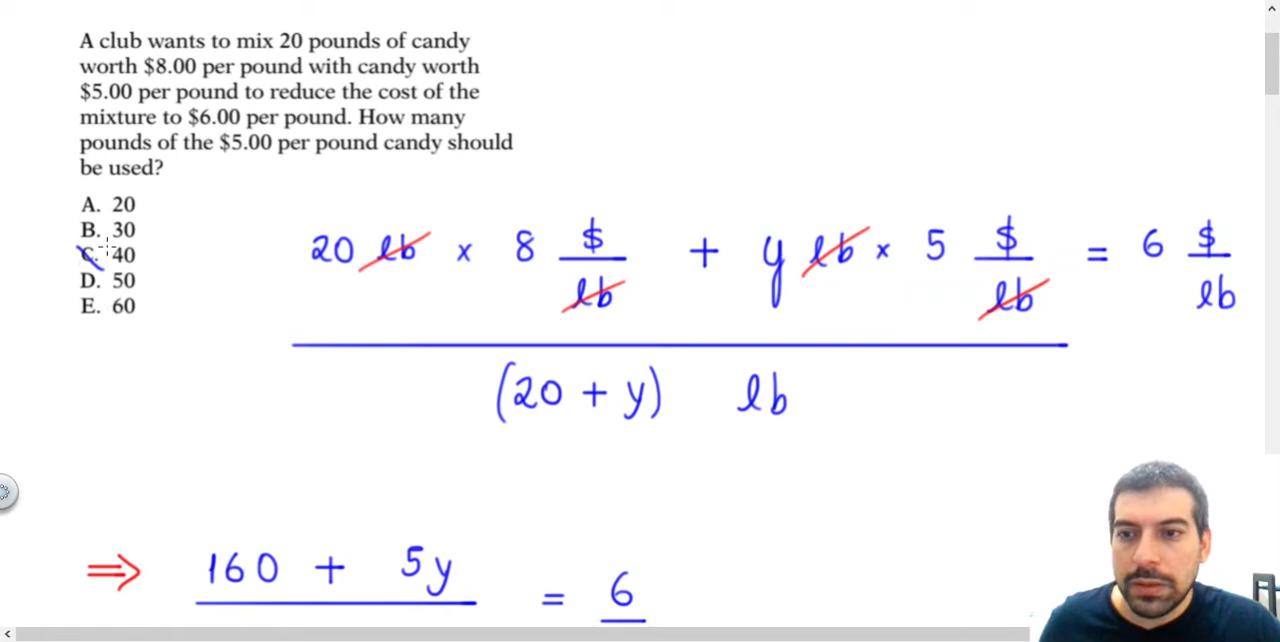 A club wants to mix 20 pounds of candy
worth $8.00 per pound with candy worth
$5.00 per pound to reduce the cost of the
mixture to $6.00 per pound. How many
pounds of the $5.00 per pound candy should
be used?
A. 20
B. 30
C. 40
D. 50
E. 60
20 lb × 8 $/lb + y lb × 5 $/lb = 6 $/lb
(20 + y) lb
⇒ 160 + 5y = 6